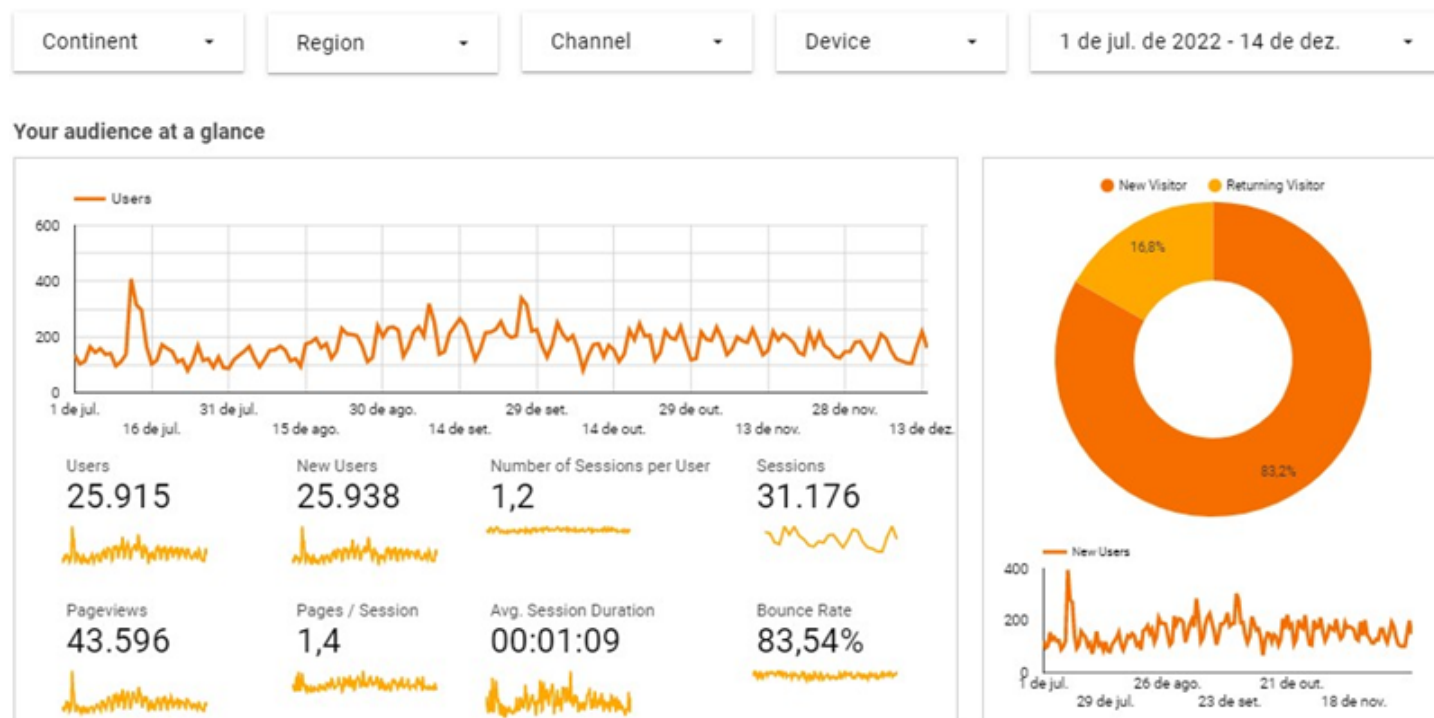 Continent
Region
Channel
Device
1 de jul. de 2022 - 14 de dez.
Your audience at a glance
Users
600
400
200
0
1 de jul.
16 de jul.
31 de jul.
15 de ago.
30 de ago.
14 de set.
29 de set.
14 de out.
29 de out.
13 de nov.
28 de nov.
13 de dez.
Users
25.915
New Users
25.938
Number of Sessions per User
1,2
Sessions
31.176
Pageviews
43.596
Pages / Session
1,4
Avg. Session Duration
00:01:09
Bounce Rate
83,54%
New Visitor
Returning Visitor
16,8%
83,2%
New Users
400
200
0
1 de jul.
29 de jul.
26 de ago.
23 de set.
21 de out.
18 de nov.